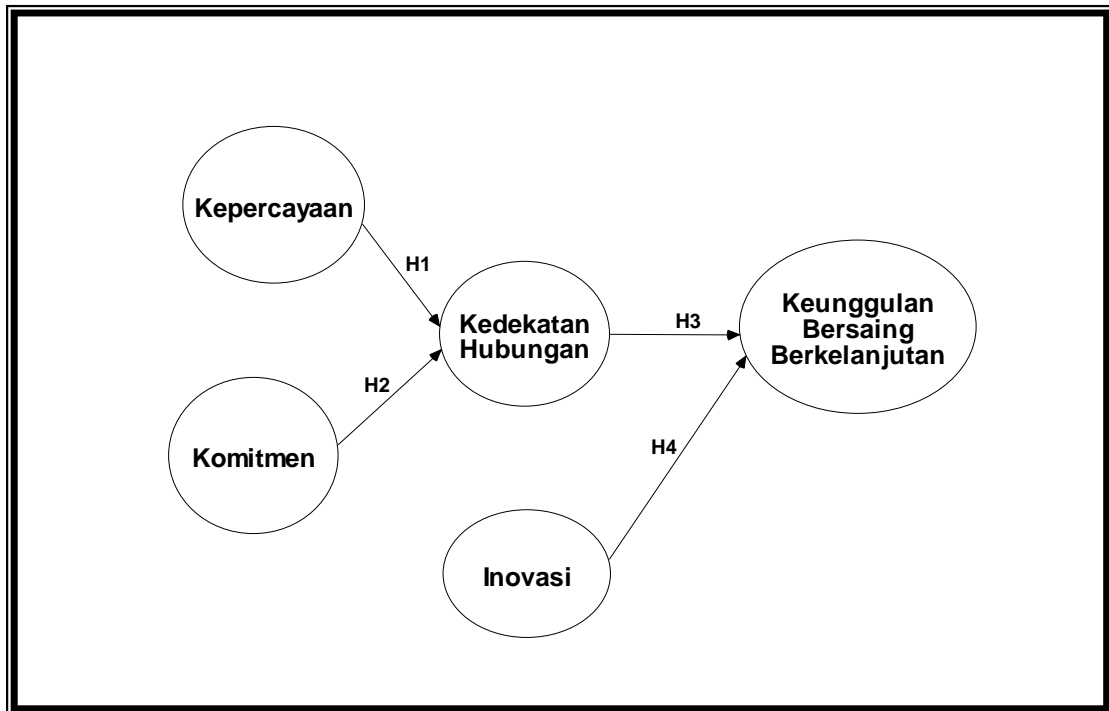 Kepercayaan
H1
Kedekatan
Hubungan
H3
Keunggulan
Bersaing
Berkelanjutan
H2
Komitmen
H4
Inovasi